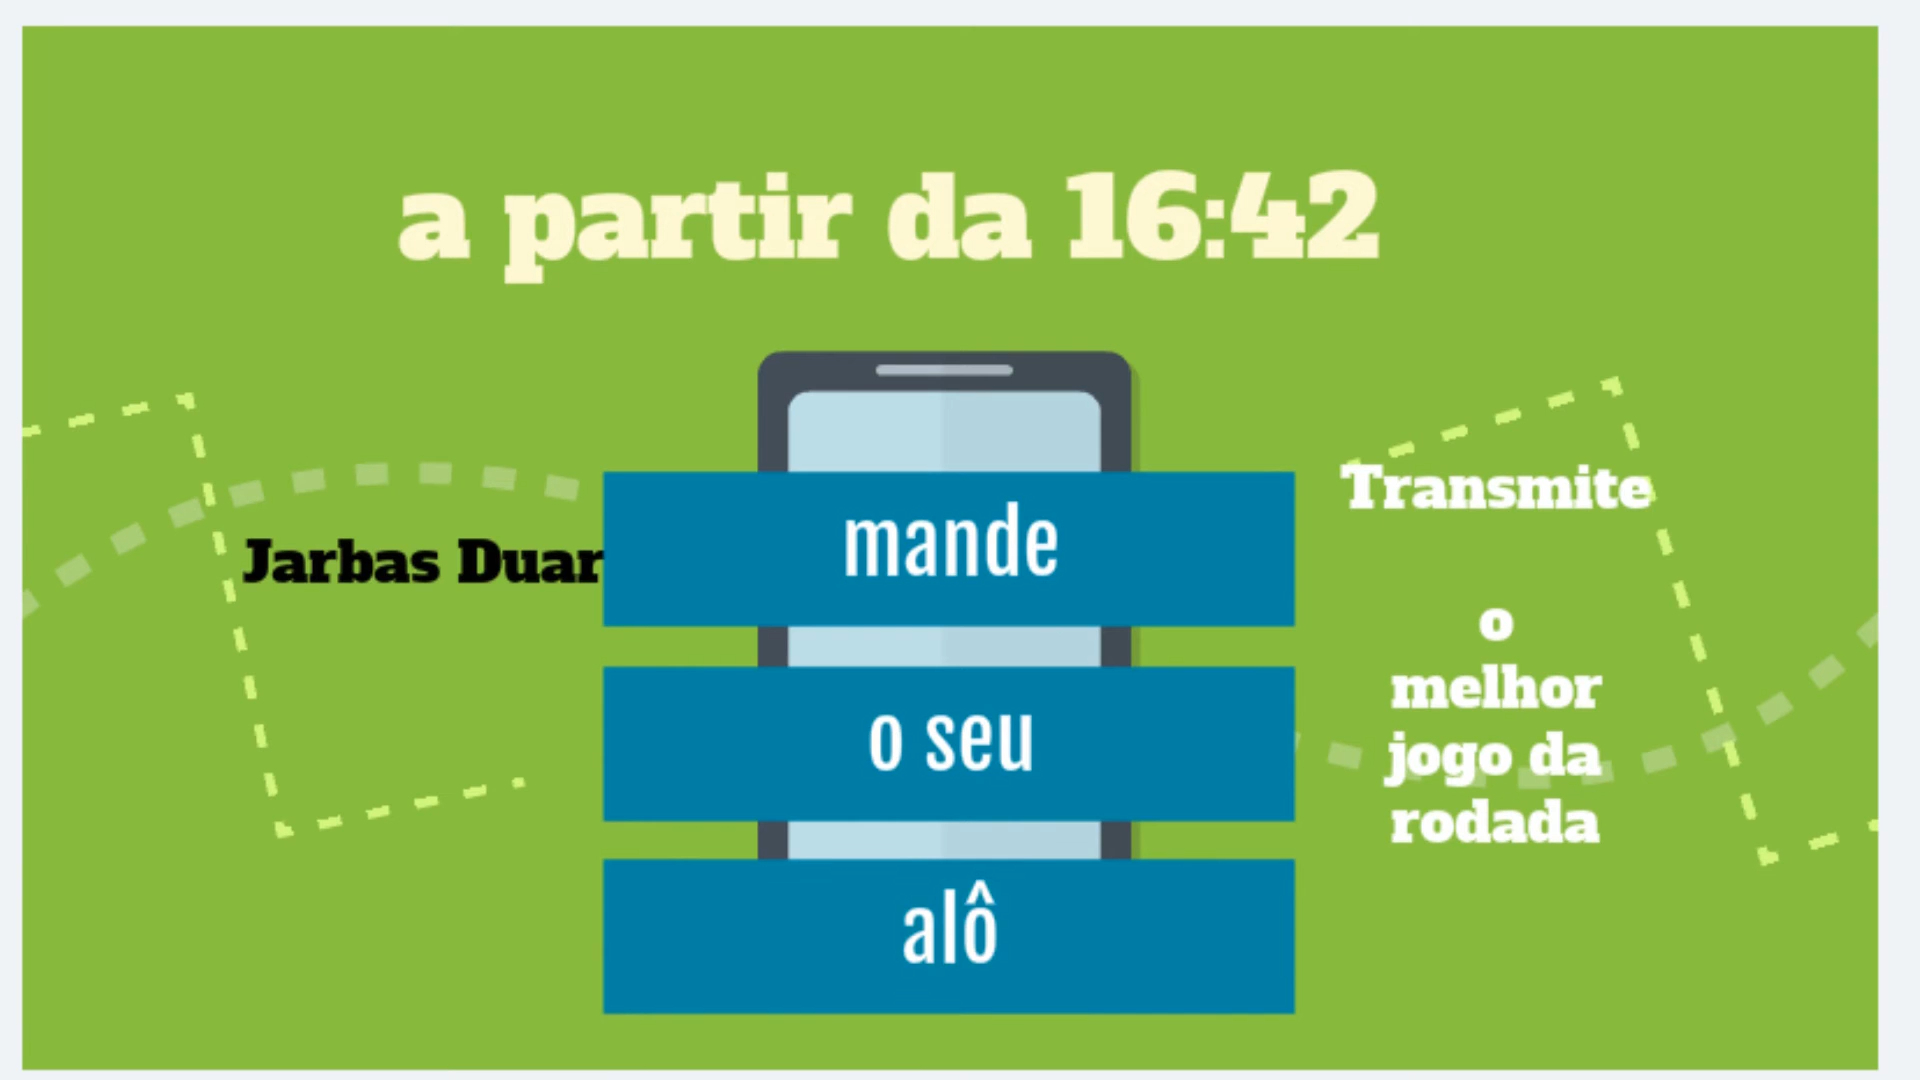 a partir da 16:42
Jarbas Duar
mande
o seu
alô
Transmite
o
melhor
jogo da
rodada